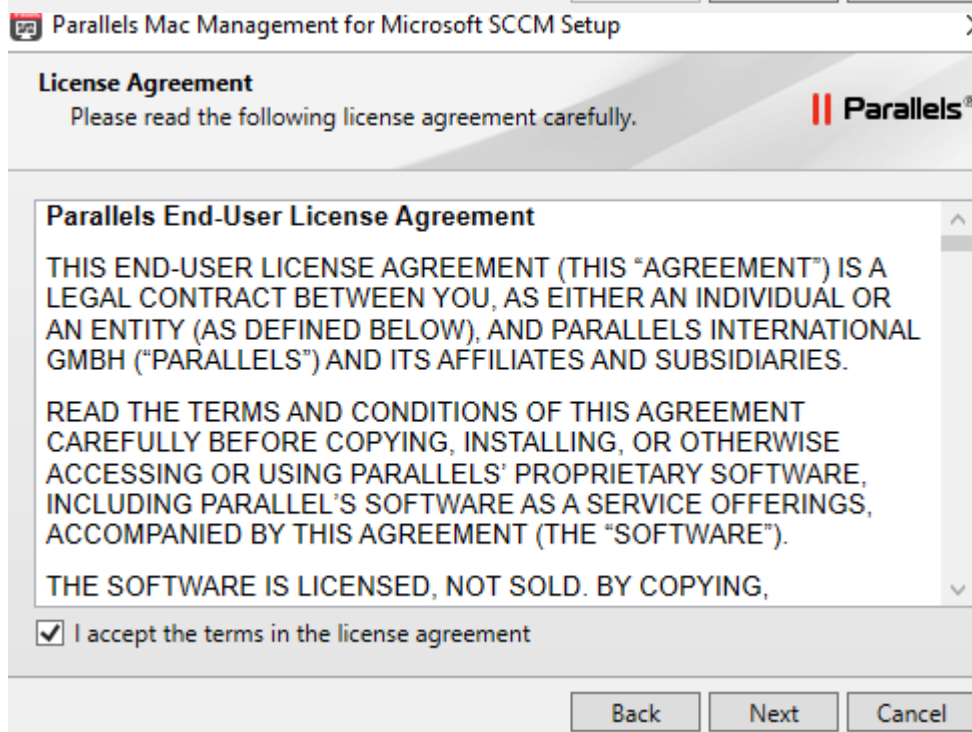 Parallels Mac Management for Microsoft SCCM Setup
License Agreement
Please read the following license agreement carefully.
Parallels®
Parallels End-User License Agreement
THIS END-USER LICENSE AGREEMENT (THIS “AGREEMENT”) IS A
LEGAL CONTRACT BETWEEN YOU, AS EITHER AN INDIVIDUAL OR
AN ENTITY (AS DEFINED BELOW), AND PARALLELS INTERNATIONAL
GMBH (“PARALLELS”) AND ITS AFFILIATES AND SUBSIDIARIES.
READ THE TERMS AND CONDITIONS OF THIS AGREEMENT
CAREFULLY BEFORE COPYING, INSTALLING, OR OTHERWISE
ACCESSING OR USING PARALLELS’ PROPRIETARY SOFTWARE,
INCLUDING PARALLEL’S SOFTWARE AS A SERVICE OFFERINGS,
ACCOMPANIED BY THIS AGREEMENT (THE “SOFTWARE”).
THE SOFTWARE IS LICENSED, NOT SOLD. BY COPYING,
I accept the terms in the license agreement
Back Next Cancel